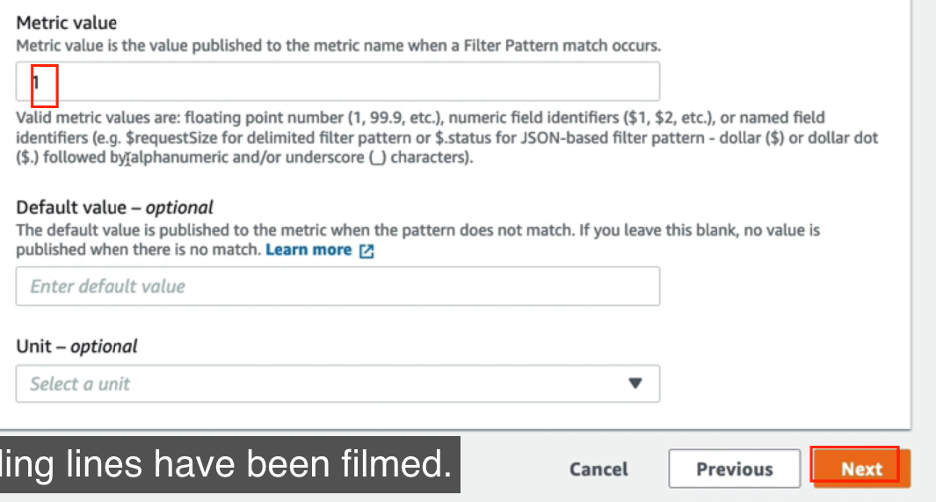 Metric value
Metric value is the value published to the metric name when a Filter Pattern match occurs.
1
Valid metric values are: floating point number (1, 99.9, etc.), numeric field identifiers ($1, $2, etc.), or named field
identifiers (e.g. $requestSize for delimited filter pattern or $.status for JSON-based filter pattern - dollar ($) or dollar dot
($.) followed by alphanumeric and/or underscore (_) characters).
Default value – optional
The default value is published to the metric when the pattern does not match. If you leave this blank, no value is
published when there is no match. Learn more
Enter default value
Unit – optional
Select a unit
ling lines have been filmed.
Cancel Previous Next